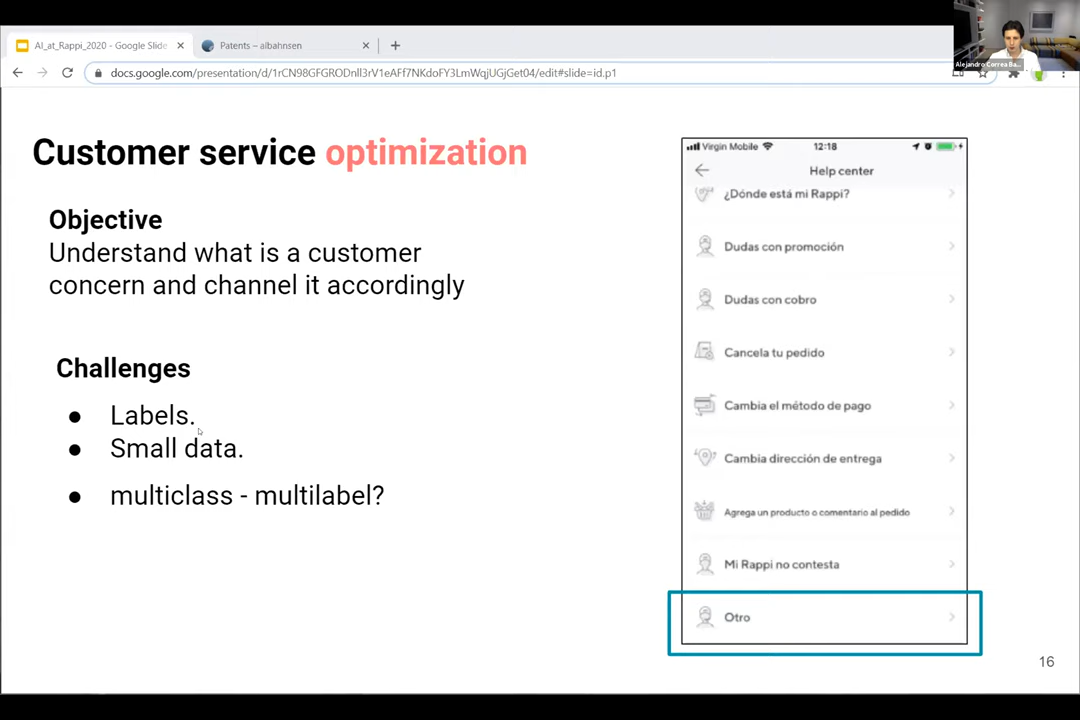 AI_at_Rappi_2020 - Google Slide
Patents – albahnsen
docs.google.com/presentation/d/1rCN98GFGRODnll3rV1eAFf7NKdoFY3LmWqjUGjGet04/edit#slide=id.p1
Alejandro Correa Ba...
Customer service optimization
Objective
Understand what is a customer
concern and channel it accordingly
Challenges
● Labels.
● Small data.
● multiclass - multilabel?
Virgin Mobile 12:18
Help center
¿Dónde está mi Rappi?
Dudas con promoción
Dudas con cobro
Cancela tu pedido
Cambia el método de pago
Cambia dirección de entrega
Agrega un producto o comentario al pedido
Mi Rappi no contesta
Otro
16